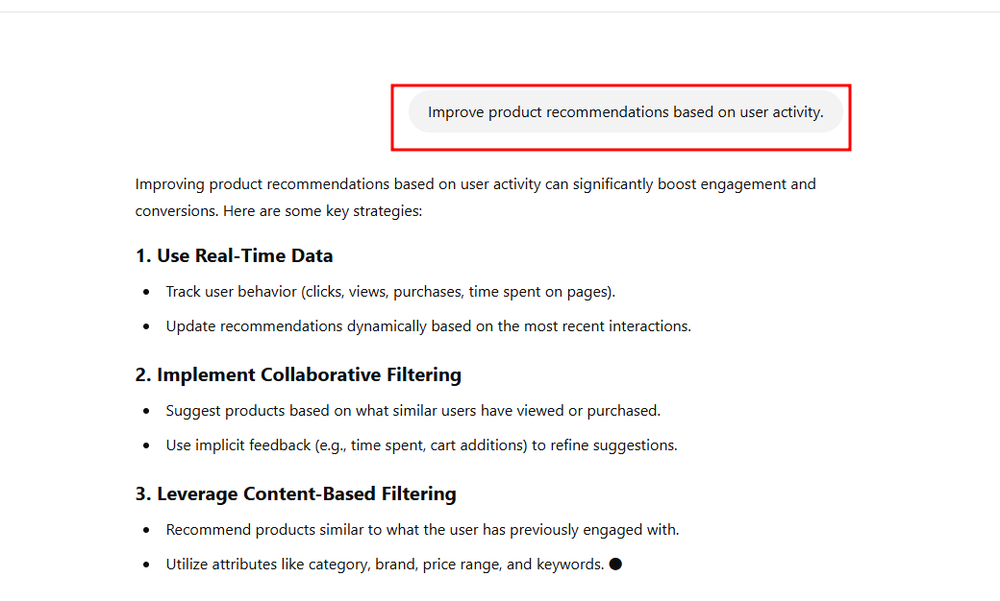 Improve product recommendations based on user activity.
Improving product recommendations based on user activity can significantly boost engagement and
conversions. Here are some key strategies:
1. Use Real-Time Data
• Track user behavior (clicks, views, purchases, time spent on pages).
• Update recommendations dynamically based on the most recent interactions.
2. Implement Collaborative Filtering
• Suggest products based on what similar users have viewed or purchased.
• Use implicit feedback (e.g., time spent, cart additions) to refine suggestions.
3. Leverage Content-Based Filtering
• Recommend products similar to what the user has previously engaged with.
• Utilize attributes like category, brand, price range, and keywords.